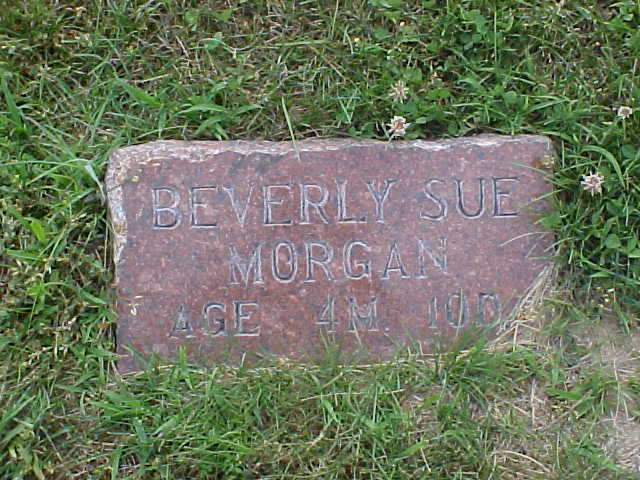 BEVERLY SUE
MORGAN
AGE 4M. 10D.